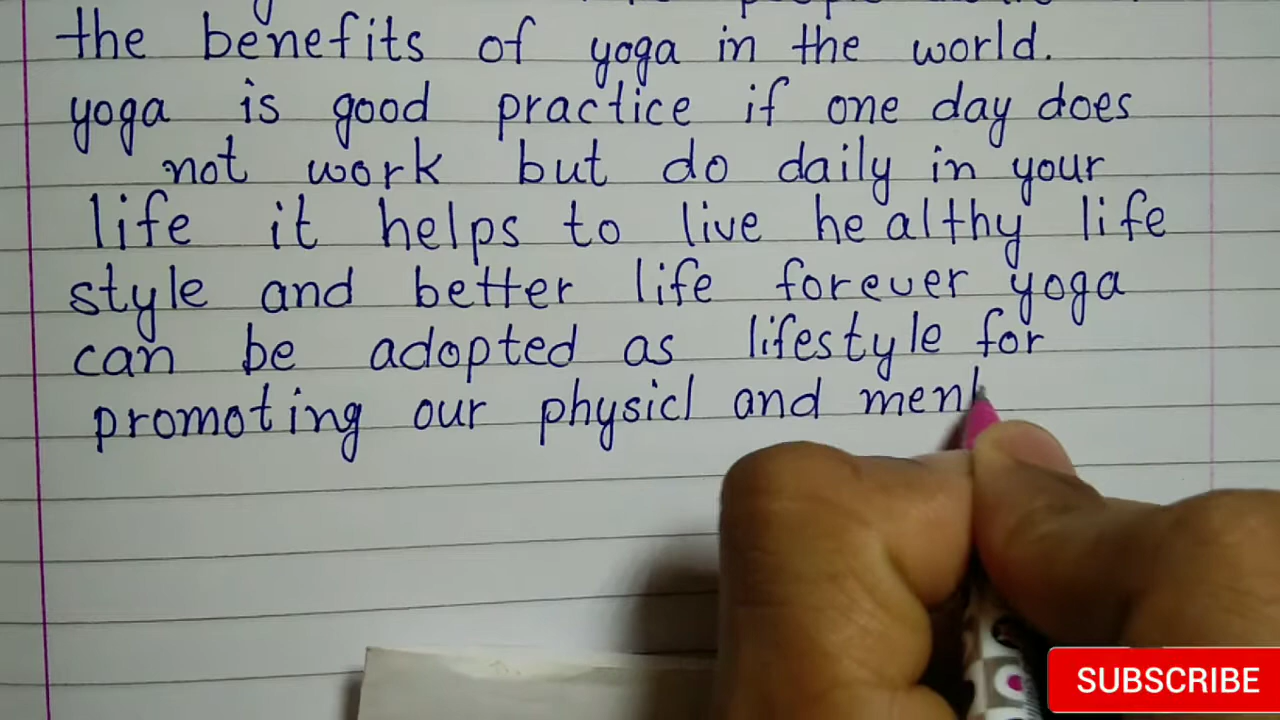 the benefits of yoga in the world.
yoga is good practice if one day does
not work but do daily in your
life it helps to live healthy life
style and better life forever yoga
can be adopted as lifestyle for
promoting our physicl and men
SUBSCRIBE